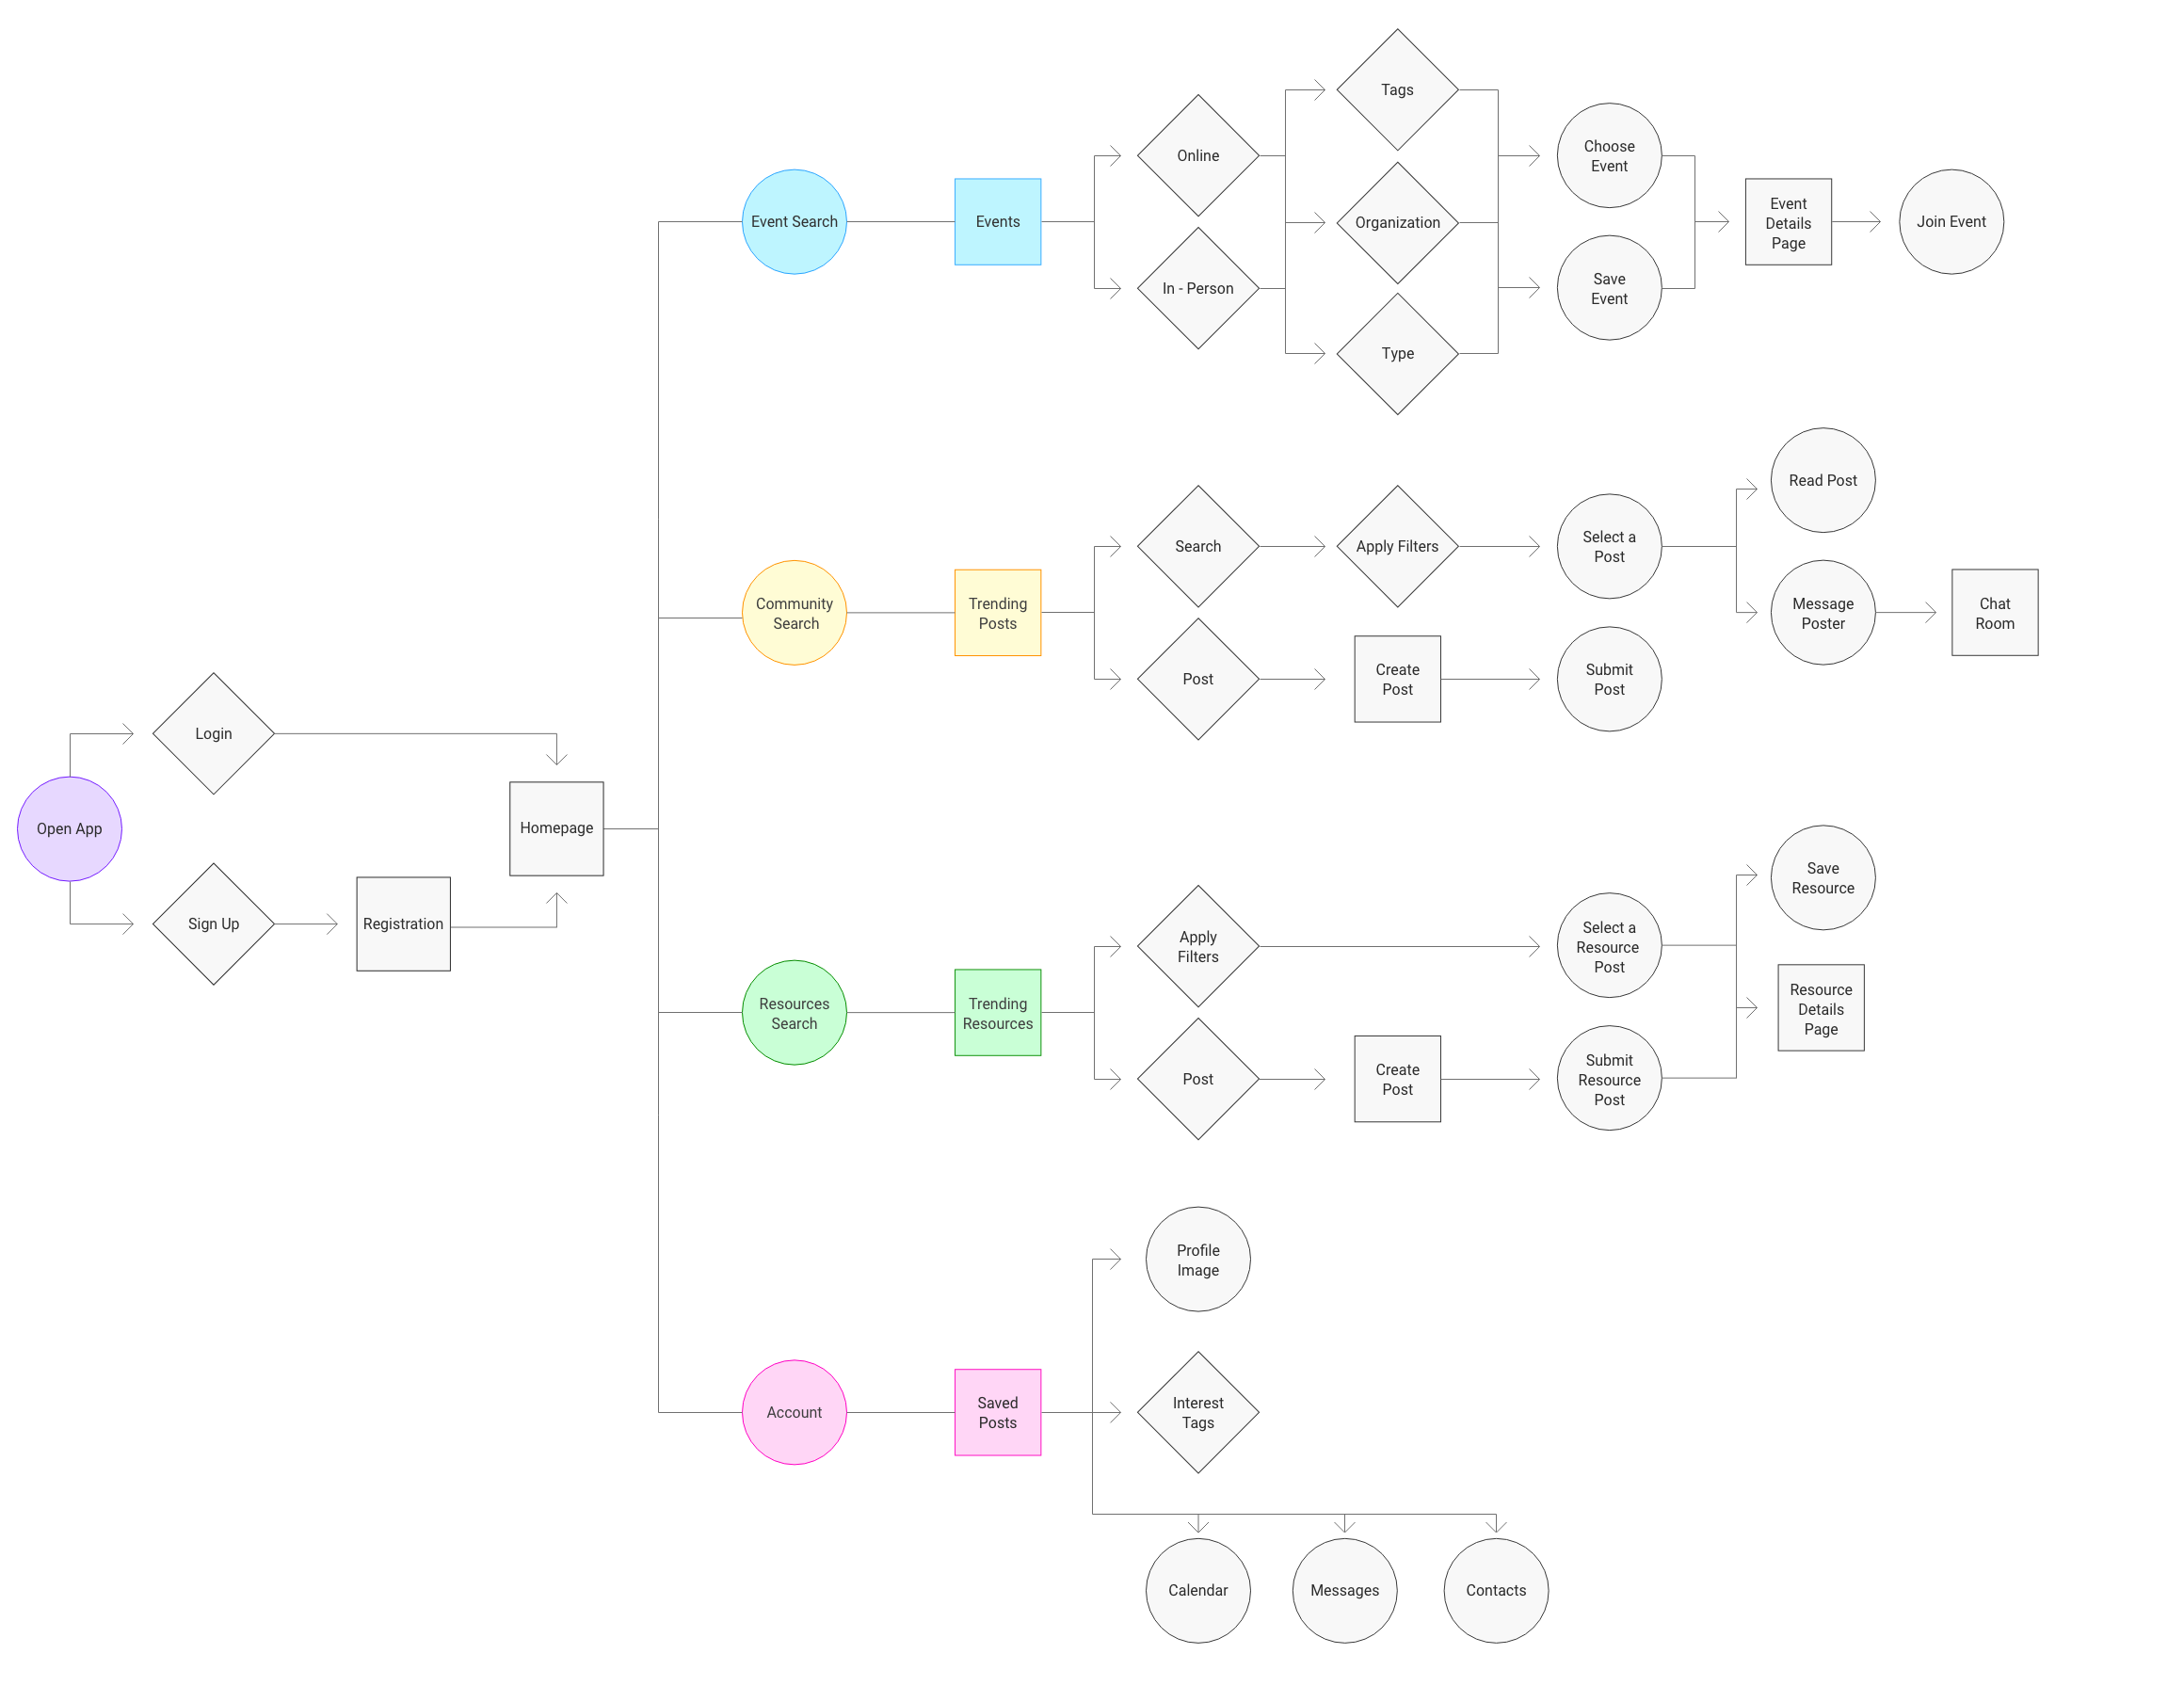 Tags
Online
Choose
Event
Event Search
Events
Organization
Event
Details
Page
Join Event
In - Person
Save
Event
Type
Read Post
Search
Apply Filters
Select a
Post
Community
Search
Trending
Posts
Message
Poster
Chat
Room
Post
Create
Post
Submit
Post
Login
Open App
Homepage
Sign Up
Registration
Save
Resource
Apply
Filters
Select a
Resource
Post
Resources
Search
Trending
Resources
Resource
Details
Page
Post
Create
Post
Submit
Resource
Post
Profile
Image
Account
Saved
Posts
Interest
Tags
Calendar
Messages
Contacts